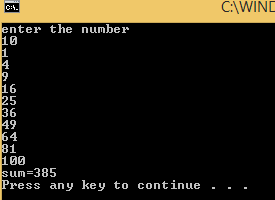 C:\WIND
enter the number
10
1
4
9
16
25
36
49
64
81
100
sum=385
Press any key to continue . . .